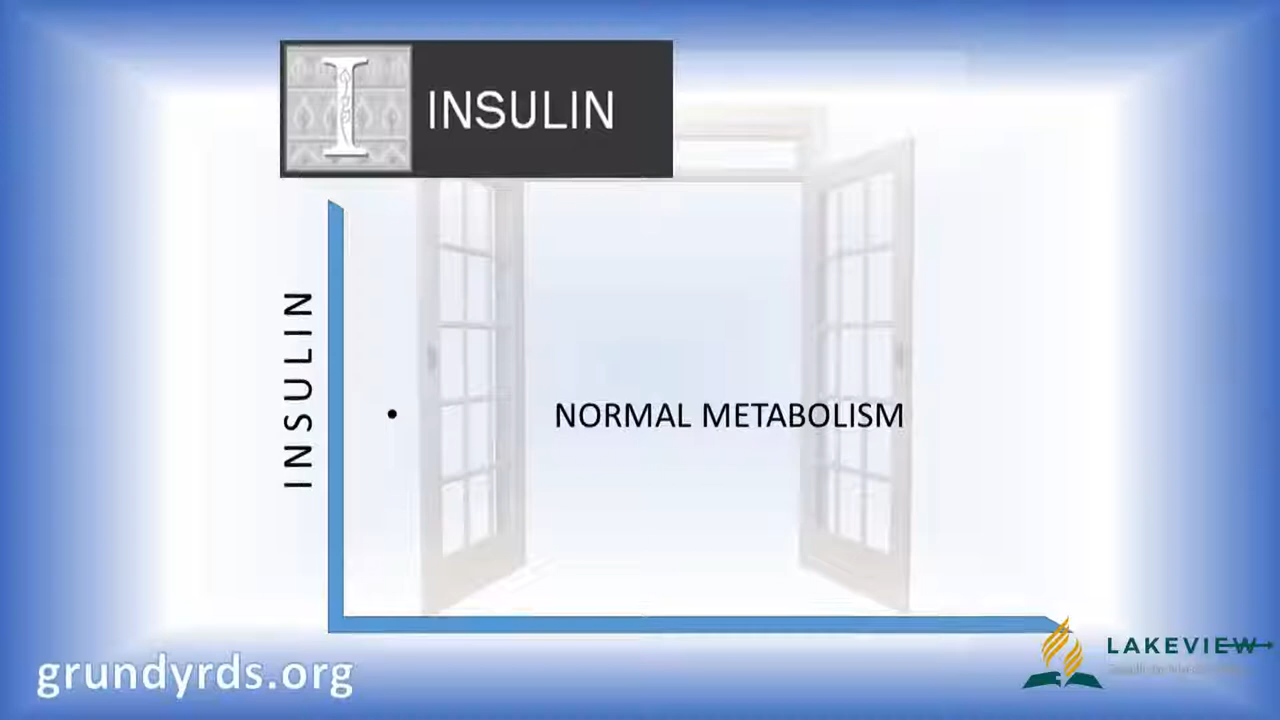 I INSULIN
INSULIN
• NORMAL METABOLISM
grundyrds.org
LAKEVIEW